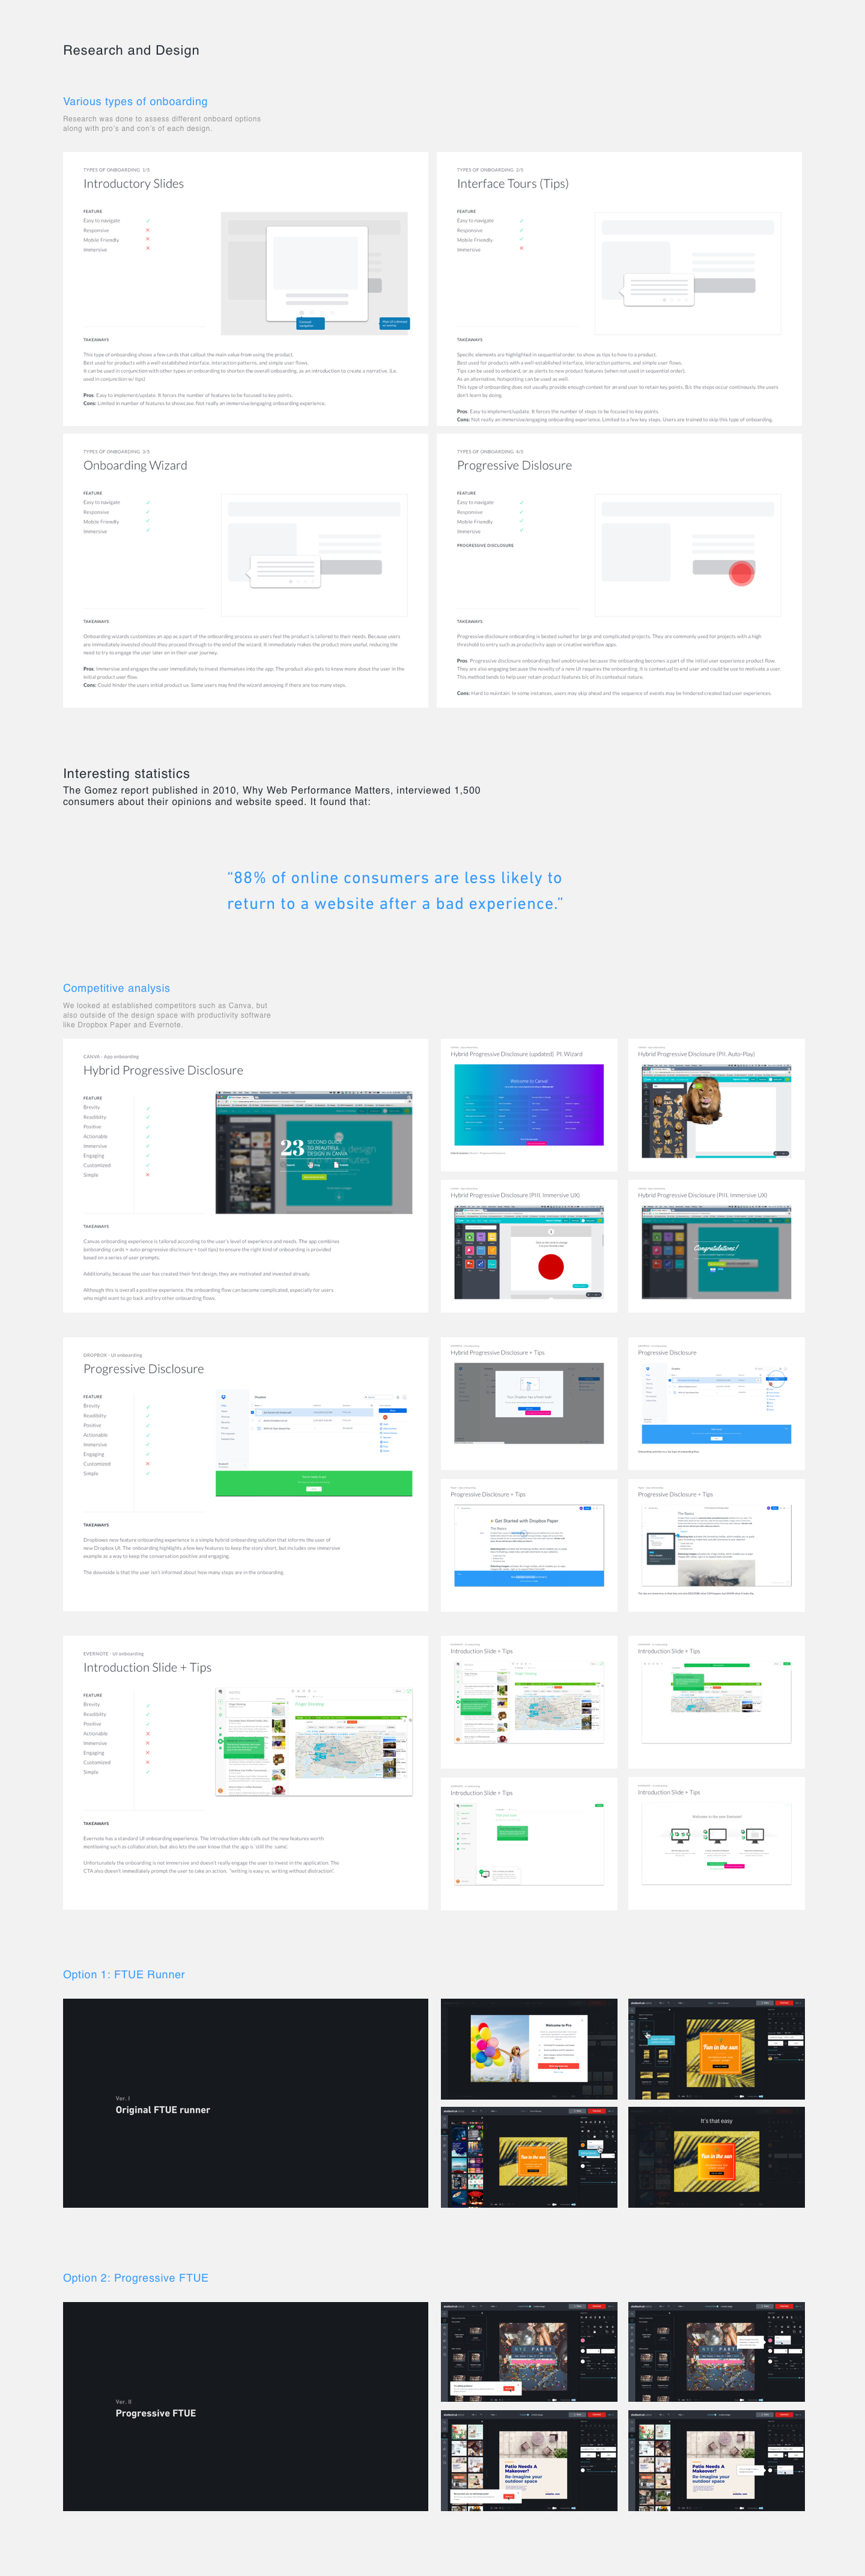 Research and Design
Various types of onboarding
Research was done to assess different onboard options
along with pro's and con's of each design.
TYPES OF ONBOARDING 1/5
Introductory Slides
FEATURE
Easy to navigate
Responsive
Mobile Friendly
Immersive
TAKEAWAYS
This type of onboarding shows a few cards that callout the main value from using the product.
Best used for products with a well-established interface, interaction patterns, and simple user flows.
It can be used in conjunction with other types on onboarding to shorten the overall onboarding, as an introduction to create a narrative. (i.e.
used in conjunction w/ tips)
Pros: Easy to implement/update. It forces the number of features to be focused to key points.
Cons: Limited in number of features to showcase. Not really an immersive/engaging onboarding experience.
TYPES OF ONBOARDING 2/5
Interface Tours (Tips)
FEATURE
Easy to navigate
Responsive
Mobile Friendly
Immersive
TAKEAWAYS
Specific elements are highlighted in sequential order, to show as tips to how to a product.
Best used for products with a well established interface, interaction patterns, and simple user flows.
Tips can be used to onboard, or as alerts to new product features (when not used in sequential order).
As an alternative, hotspotting can be used as well.
This type of onboarding does not usually provide enough context for an end user to retain key points. B/c the steps occur continously, the users
don't learn by doing.
Pros: Easy to implement/update. It forces the number of steps to be focused to key points.
Cons: Not really an immersive/engaging onboarding experience. Limited to a few key steps. Users are trained to skip this type of onboarding.
TYPES OF ONBOARDING 3/5
Onboarding Wizard
FEATURE
Easy to navigate
Responsive
Mobile Friendly
Immersive
TAKEAWAYS
Onboarding wizards customizes an app as a part of the onboarding process so users feel the product is tailored to their needs. Because users
are immediately invested should they proceed through to the end of the wizard. It immediately makes the product more useful, reducing the
need to try to engage the user later on in their user journey.
Pros: Immersive and engages the user immediately to invest themselves into the app. The product also gets to know more about the user in the
initial product user flow.
Cons: Could hinder the users initial product ux. Some users may find the wizard annoying if there are too many steps.
TYPES OF ONBOARDING 4/5
Progressive Dislosure
FEATURE
Easy to navigate
Responsive
Mobile Friendly
Immersive
PROGRESSIVE DISCLOSURE
TAKEAWAYS
Progressive disclosure onboarding is bested suited for large and complicated projects. They are commonly used for projects with a high
threshold to entry such as productivity apps or creative workflow apps.
Pros: Progressive disclosure onboardings feel unobtrusive because the onboarding becomes a part of the initial user experience product flow.
They are also engaging because the novelty of a new UI requires the onboarding. It is contextual to end user and could be use to motivate a user.
This method tends to help user retain product features b/c of its contextual nature.
Cons: Hard to maintain. In some instances, users may skip ahead and the sequence of events may be hindered created bad user experiences.
Interesting statistics
The Gomez report published in 2010, Why Web Performance Matters, interviewed 1,500
consumers about their opinions and website speed. It found that:
“88% of online consumers are less likely to
return to a website after a bad experience.”
Competitive analysis
We looked at established competitors such as Canva, but
also outside of the design space with productivity software
like Dropbox Paper and Evernote.
CANVA - App onboarding
Hybrid Progressive Disclosure
FEATURE
Brevity
Readiblity
Positive
Actionable
Immersive
Engaging
Customized
Simple
23 SECOND GUIDE
TO BEAUTIFUL
DESIGN IN CANVA
TAKEAWAYS
Canvas onboarding experience is tailored according to the user's level of experience and needs. The app combines
(onboarding cards + auto progressive disclosure + tool tips) to ensure the right kind of onboarding is provided
based on a series of user prompts.
Additionally, because the user has created their first design, they are motivated and invested already.
Although this is overall a positive experience, the onboarding flow can become complicated, especially for users
who might want to go back and try other onboarding flows.
Hybrid Progressive Disclosure (updated) PI. Wizard
Welcome to Canva!
Hybrid Progressive Disclosure (PII. Auto-Play)
Hybrid Progressive Disclosure (PIII. Immersive UX)
Hybrid Progressive Disclosure (PIII. Immersive UX)
Congratulations!
DROPBOX - UI onboarding
Progressive Disclosure
FEATURE
Brevity
Readiblity
Positive
Actionable
Immersive
Engaging
Customized
Simple
Dropbox
TAKEAWAYS
Dropboxes new feature onboarding experience is a simple hybrid onboarding solution that informs the user of
new Dropbox UI. The onboarding highlights a few key features to keep the story short, but includes one immersive
example as a way to keep the conversation positive and engaging.
The downside is that the user isn't informed about how many steps are in the onboarding.
Hybrid Progressive Disclosure + Tips
Progressive Disclosure
Progressive Disclosure + Tips
Get Started with Dropbox Paper
The Basics
Progressive Disclosure + Tips
The Basics
EVERNOTE - UI onboarding
Introduction Slide + Tips
FEATURE
Brevity
Readiblity
Positive
Actionable
Immersive
Engaging
Customized
Simple
TAKEAWAYS
Evernote has a standard UI onboarding experience. The introduction slide calls out the new features worth
mentioning such as collaboration, but also lets the user know that the app is 'still the same'.
Unfortunately the onboarding is not immersive and doesn't really engage the user to invest in the application. The
CTA also doesn't immediately prompt the user to take an action. "writing is easy vs. writing without distraction".
Introduction Slide + Tips
Introduction Slide + Tips
Introduction Slide + Tips
Introduction Slide + Tips
Welcome to the new Evernote!
Option 1: FTUE Runner
Ver. I
Original FTUE runner
Welcome to Pro
Fun in the sun
Fun in the sun
It's that easy
Fun in the sun
Option 2: Progressive FTUE
Ver. II
Progressive FTUE
NYE PARTY
NYE PARTY
Patio Needs A
Makeover?
Re-imagine your
outdoor space
Patio Needs A
Makeover?
Re-imagine your
outdoor space